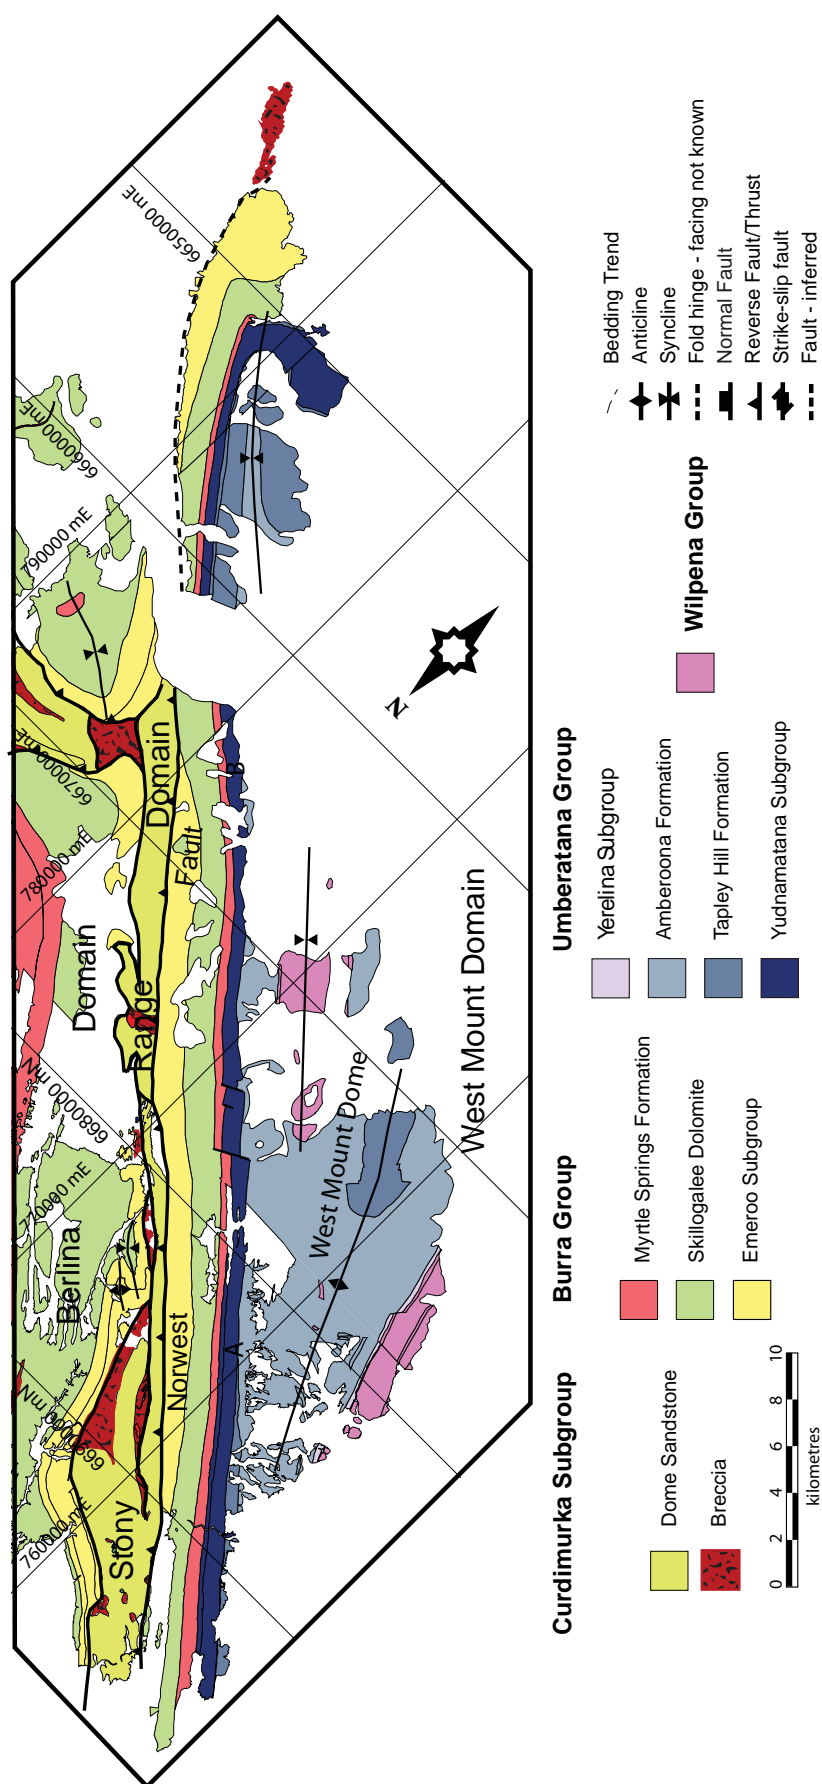 6650000 mE
6660000 mE
790000 mE
6670000 mE
780000 mE
6680000 mN
770000 mE
6690000 mN
760000 mE
Stony
Range
Domain
Berlina
Domain
Norwest
Fault
A
B
West Mount Dome
West Mount Domain
N
Curdimurka Subgroup
Dome Sandstone
Breccia
Burra Group
Myrtle Springs Formation
Skillogalee Dolomite
Emeroo Subgroup
Umberatana Group
Yerelina Subgroup
Amberoona Formation
Tapley Hill Formation
Yudnamatana Subgroup
Wilpena Group
Bedding Trend
Anticline
Syncline
Fold hinge - facing not known
Normal Fault
Reverse Fault/Thrust
Strike-slip fault
Fault - inferred
0 2 4 6 8 10
kilometres